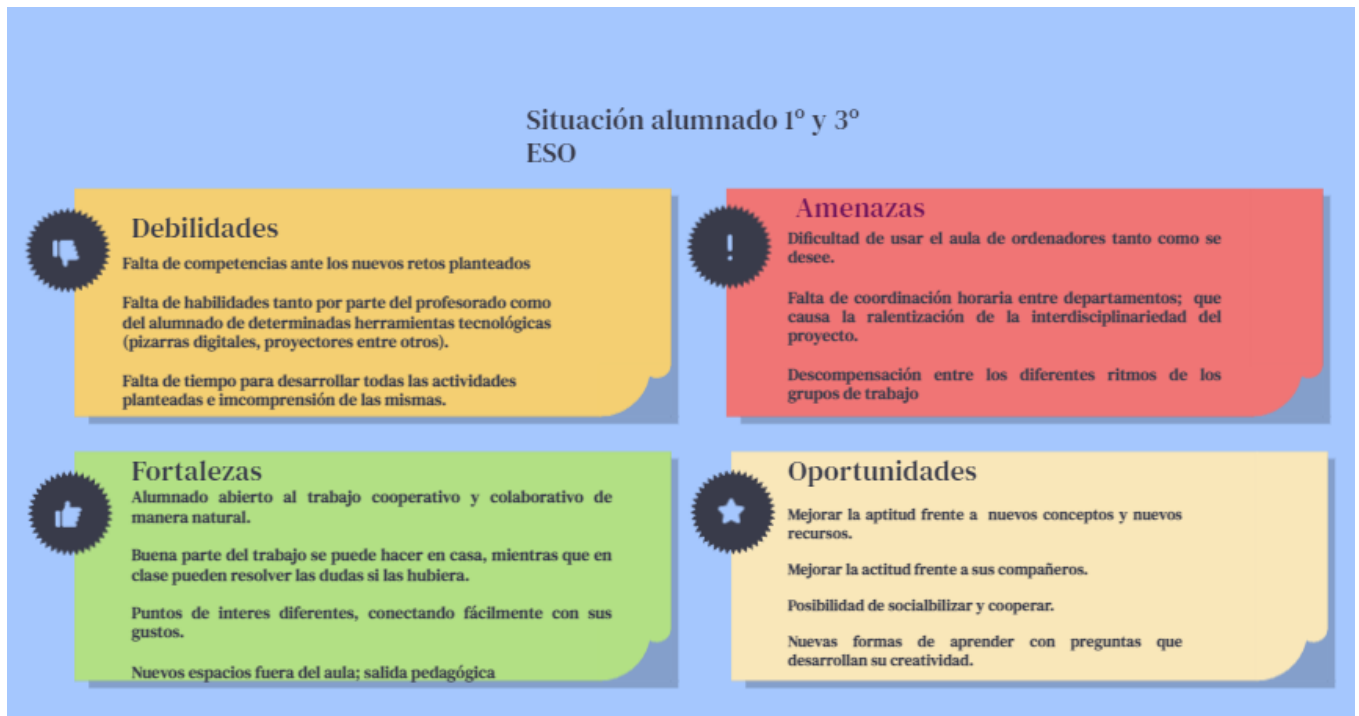 Situación alumnado 1º y 3º
ESO
Debilidades
Falta de competencias ante los nuevos retos planteados
Falta de habilidades tanto por parte del profesorado como
del alumnado de determinadas herramientas tecnológicas
(pizarras digitales, proyectores entre otros).
Falta de tiempo para desarrollar todas las actividades
planteadas e imcomprensión de las mismas.
Amenazas
Dificultad de usar el aula de ordenadores tanto como se
desee.
Falta de coordinación horaria entre departamentos; que
causa la ralentización de la interdisciplinariedad del
proyecto.
Descompensación entre los diferentes ritmos de los
grupos de trabajo
Fortalezas
Alumnado abierto al trabajo cooperativo y colaborativo de
manera natural.
Buena parte del trabajo se puede hacer en casa, mientras que en
clase pueden resolver las dudas si las hubiera.
Puntos de interes diferentes, conectando fácilmente con sus
gustos.
Nuevos espacios fuera del aula; salida pedagógica
Oportunidades
Mejorar la aptitud frente a nuevos conceptos y nuevos
recursos.
Mejorar la actitud frente a sus compañeros.
Posibilidad de socialbilizar y cooperar.
Nuevas formas de aprender con preguntas que
desarrollan su creatividad.